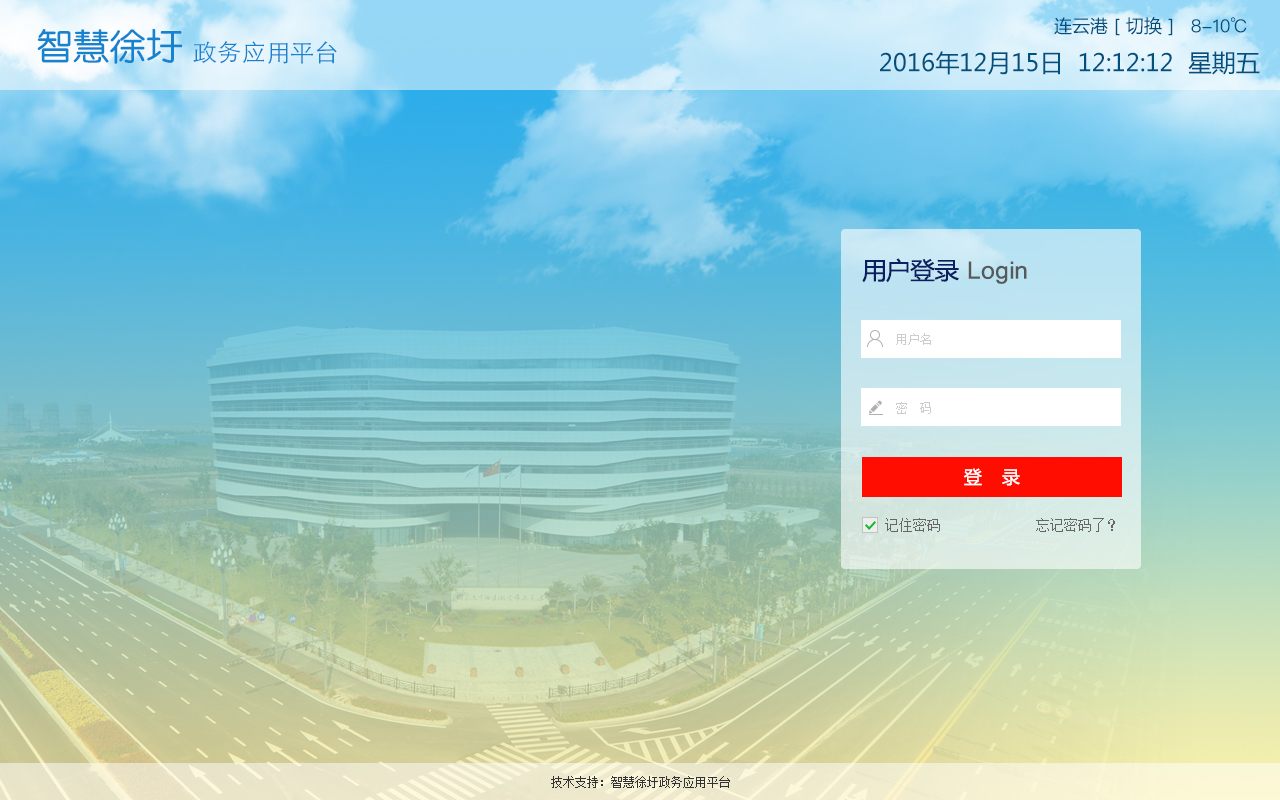 智慧徐圩 政务应用平台
连云港 [ 切换 ] 8-10℃
2016年12月15日 12:12:12 星期五
用户登录 Login
用户名
密 码
登 录
记住密码 忘记密码了?
技术支持：智慧徐圩政务应用平台